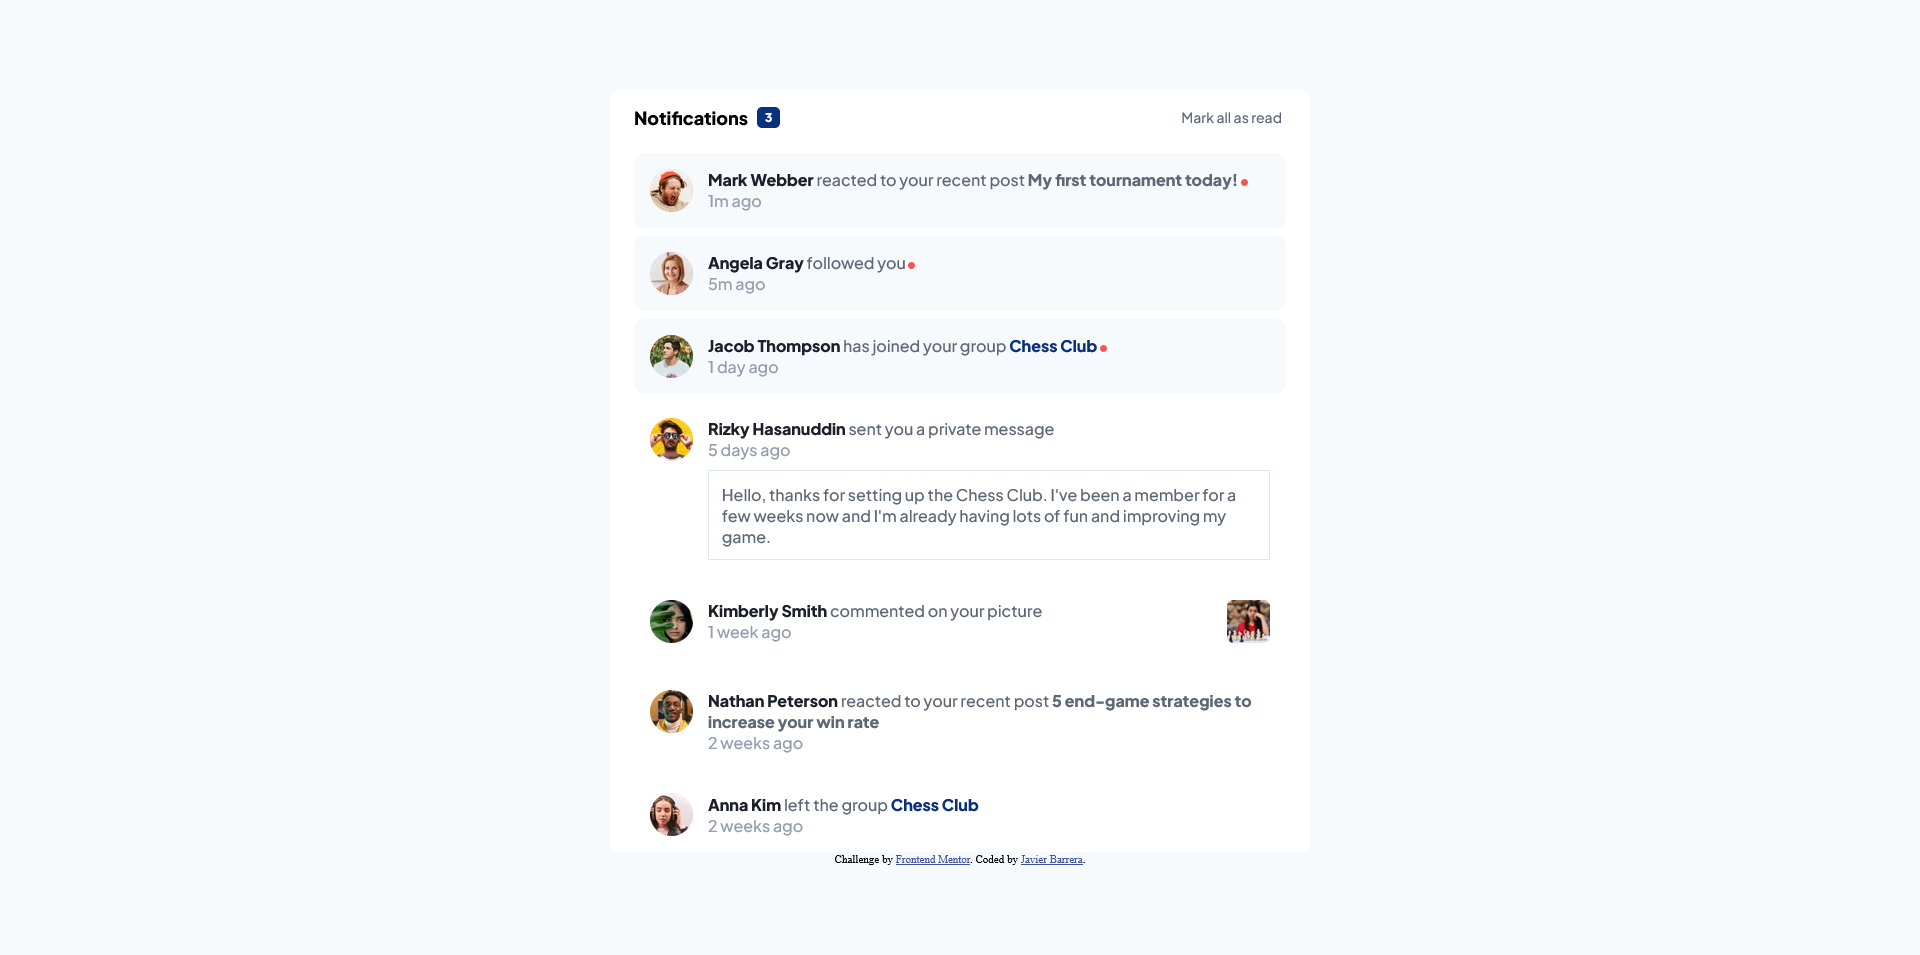 Notifications 3 Mark all as read
Mark Webber reacted to your recent post My first tournament today!
1m ago
Angela Gray followed you
5m ago
Jacob Thompson has joined your group Chess Club
1 day ago
Rizky Hasanuddin sent you a private message
5 days ago
Hello, thanks for setting up the Chess Club. I've been a member for a
few weeks now and I'm already having lots of fun and improving my
game.
Kimberly Smith commented on your picture
1 week ago
Nathan Peterson reacted to your recent post 5 end-game strategies to
increase your win rate
2 weeks ago
Anna Kim left the group Chess Club
2 weeks ago
Challenge by Frontend Mentor. Coded by Javier Barrera.